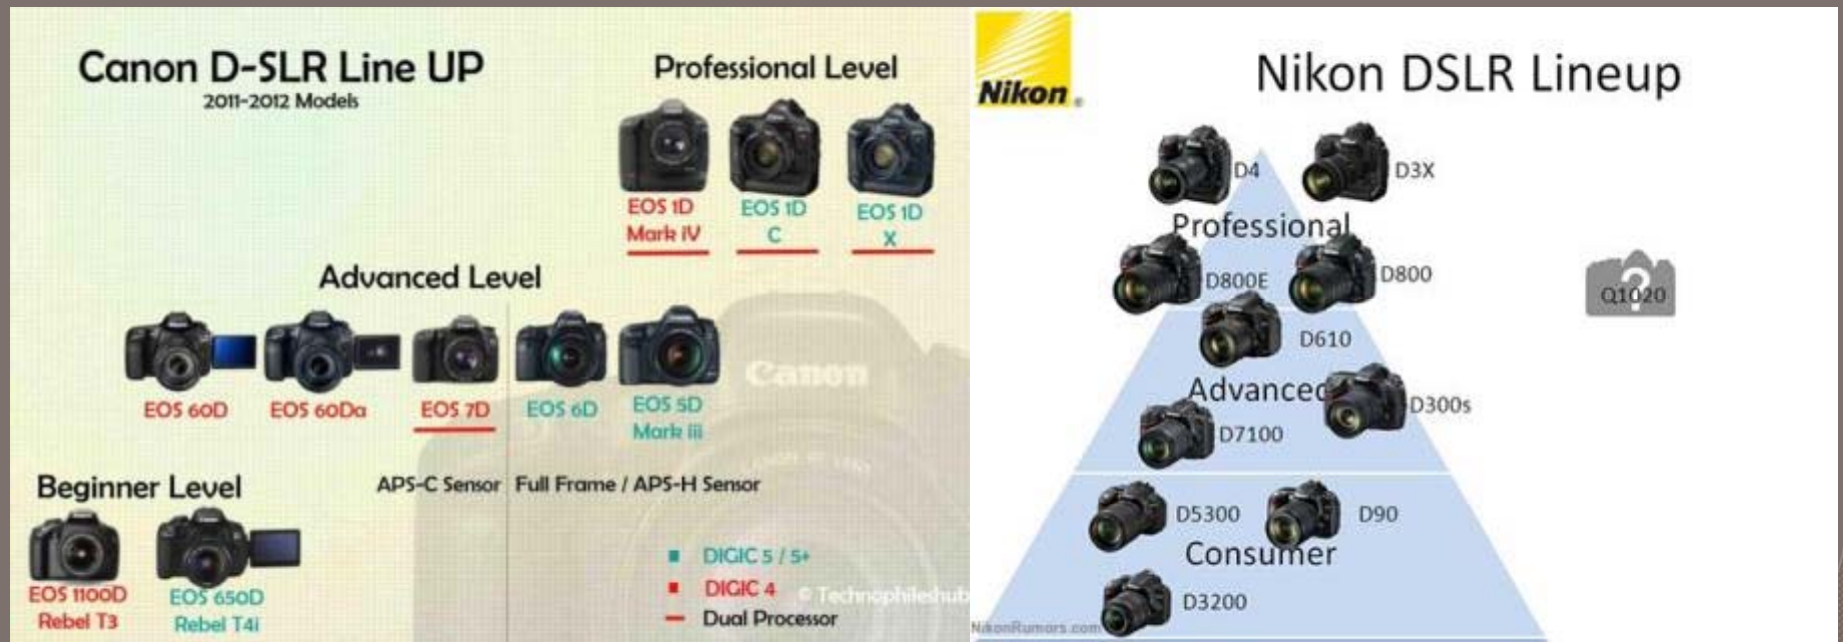 Canon D-SLR Line UP
2011-2012 Models
Professional Level
EOS 1D
Mark iV
EOS 1D
C
EOS 1D
X
Advanced Level
EOS 60D
EOS 60Da
EOS 7D
EOS 6D
EOS 5D
Mark iii
Canon
Beginner Level
APS-C Sensor
Full Frame / APS-H Sensor
EOS 1100D
Rebel T3
EOS 650D
Rebel T4i
DIGIC 5 / 5+
DIGIC 4
Dual Processor
© Technophileshub
Nikon®
Nikon DSLR Lineup
D4
D3X
Professional
D800E
D800
Q1020
?
D610
Advanced
D300s
D7100
D5300
D90
Consumer
D3200
NikonRumors.com